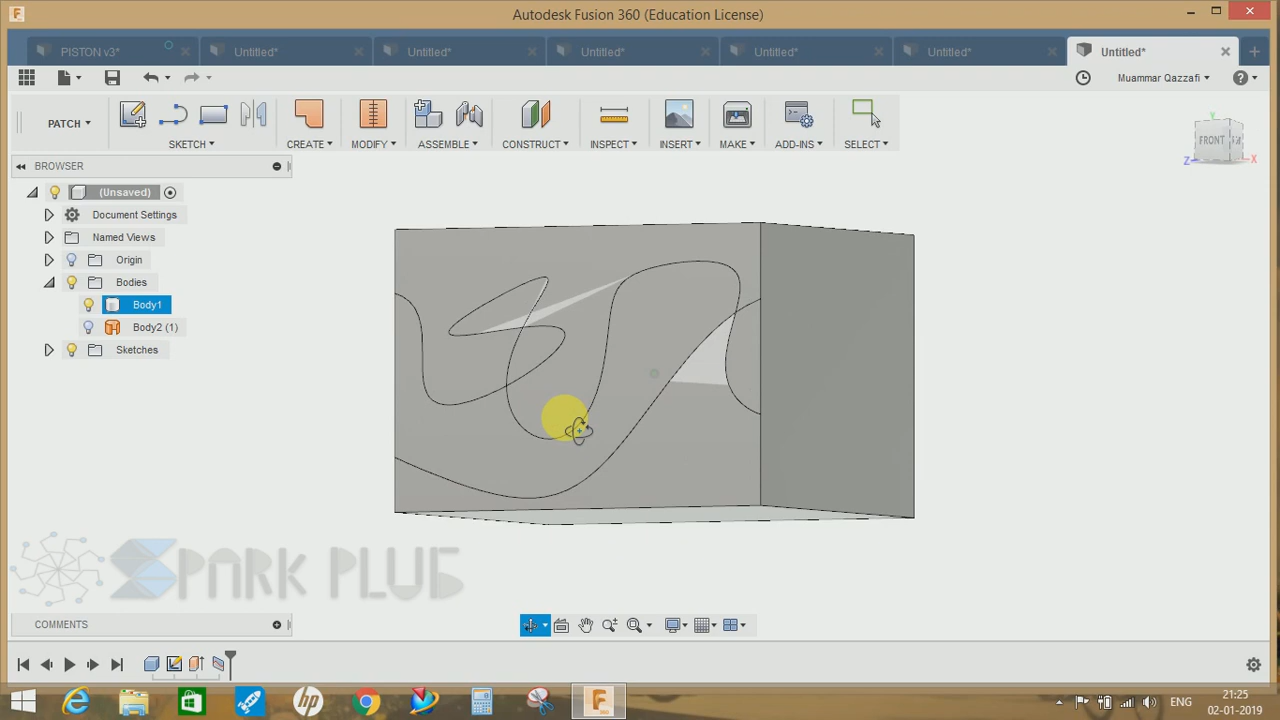 Autodesk Fusion 360 (Education License)
PISTON v3*
Untitled*
Untitled*
Untitled*
Untitled*
Untitled*
Untitled*
Muammar Qazzafi
PATCH
SKETCH
CREATE
MODIFY
ASSEMBLE
CONSTRUCT
INSPECT
INSERT
MAKE
ADD-INS
SELECT
BROWSER
(Unsaved)
Document Settings
Named Views
Origin
Bodies
Body1
Body2 (1)
Sketches
Y
FRONT
Z
X
SPARK PLUG
COMMENTS
ENG
21:25
02-01-2019